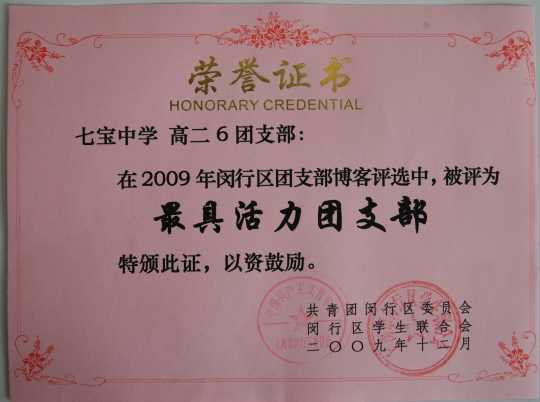 荣誉证书
HONORARY CREDENTIAL
七宝中学 高二6团支部：
在2009年闵行区团支部博客评选中，被评为
最具活力团支部
特颁此证，以资鼓励。
共青团闵行区委员会
闵行区学生联合会
二〇〇九年十二月